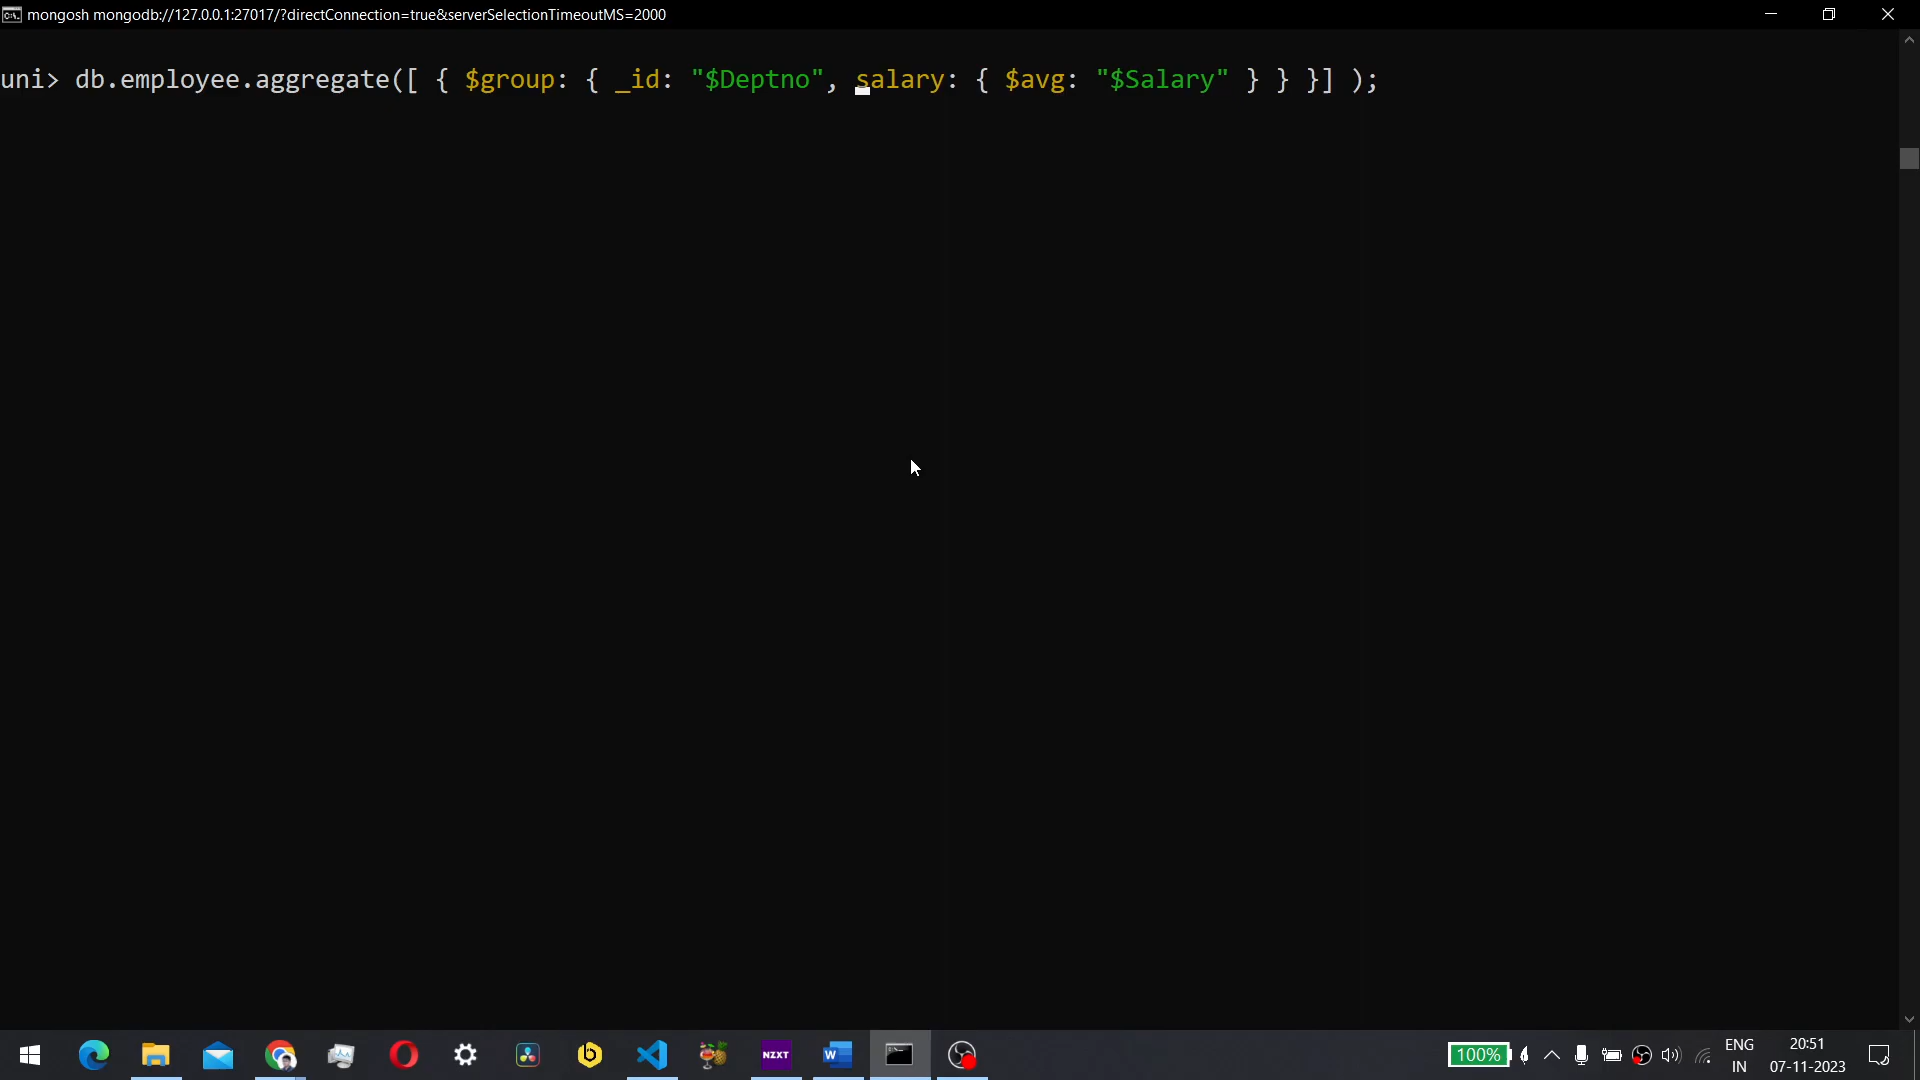 mongosh mongodb://127.0.0.1:27017/?directConnection=true&serverSelectionTimeoutMS=2000
uni> db.employee.aggregate([ { $group: { _id: "$Deptno", salary: { $avg: "$Salary" } } }] );
NZXT
W
100%
ENG
IN
20:51
07-11-2023